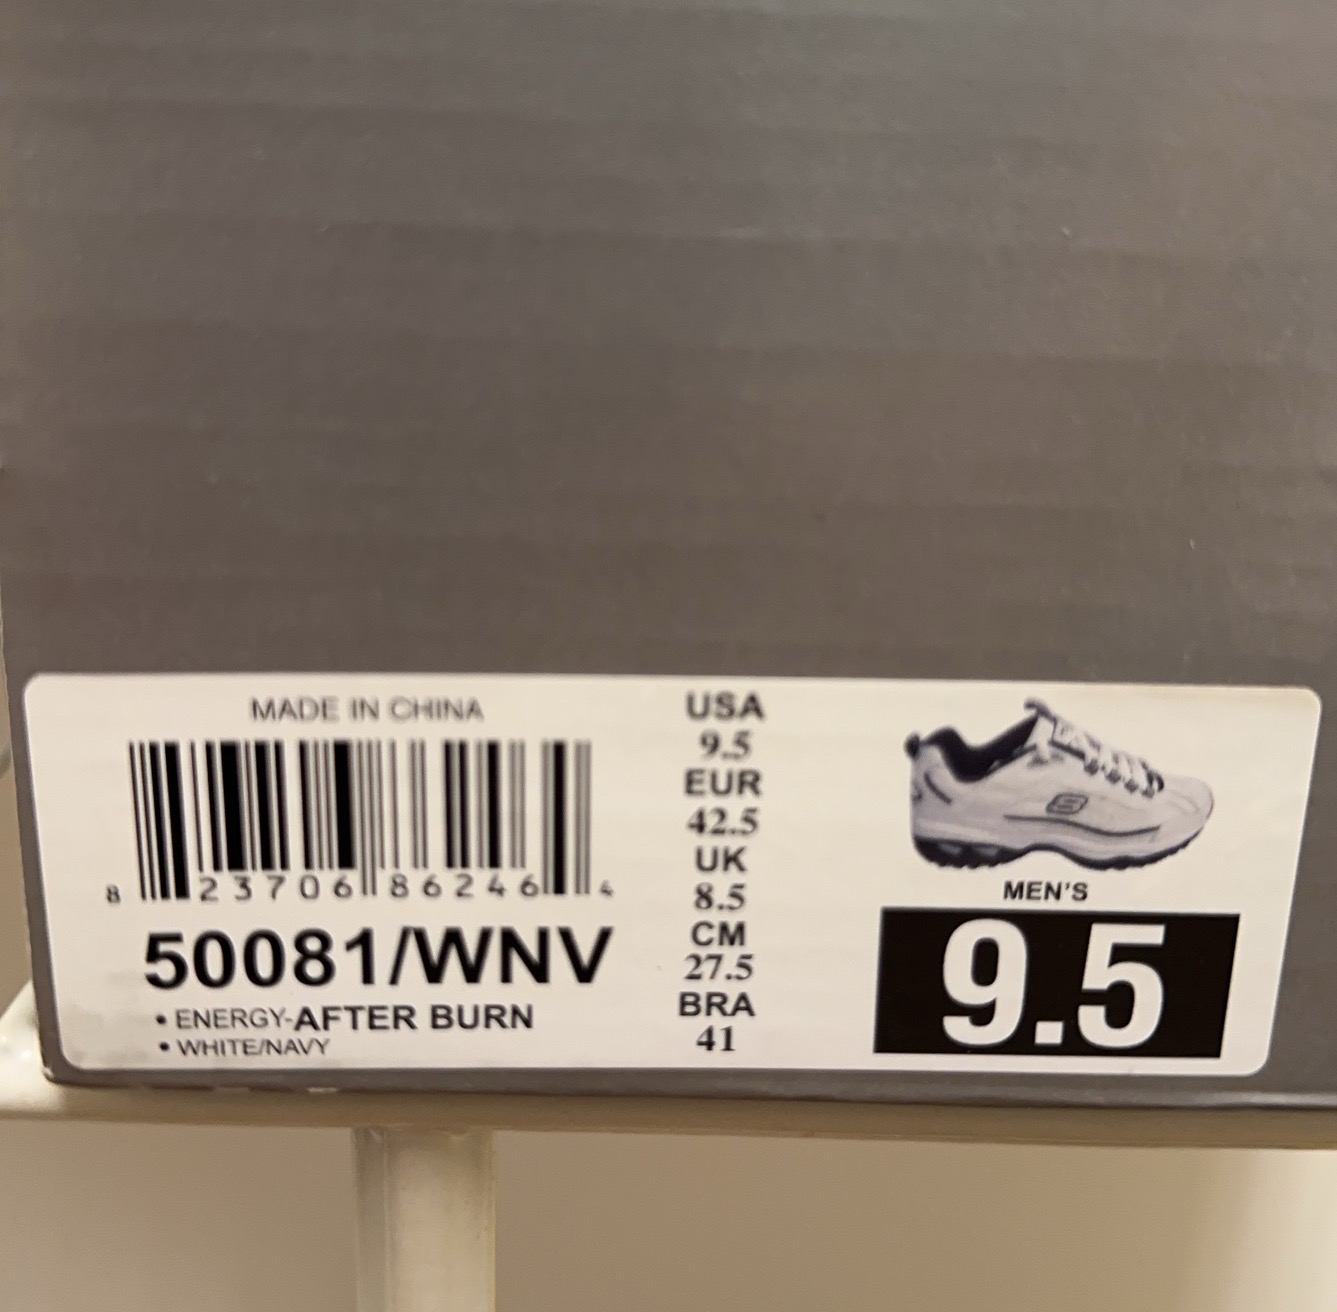 MADE IN CHINA
8 23706 86246 4
50081/WNV
• ENERGY-AFTER BURN
• WHITE/NAVY
USA
9.5
EUR
42.5
UK
8.5
CM
27.5
BRA
41
MEN'S
9.5